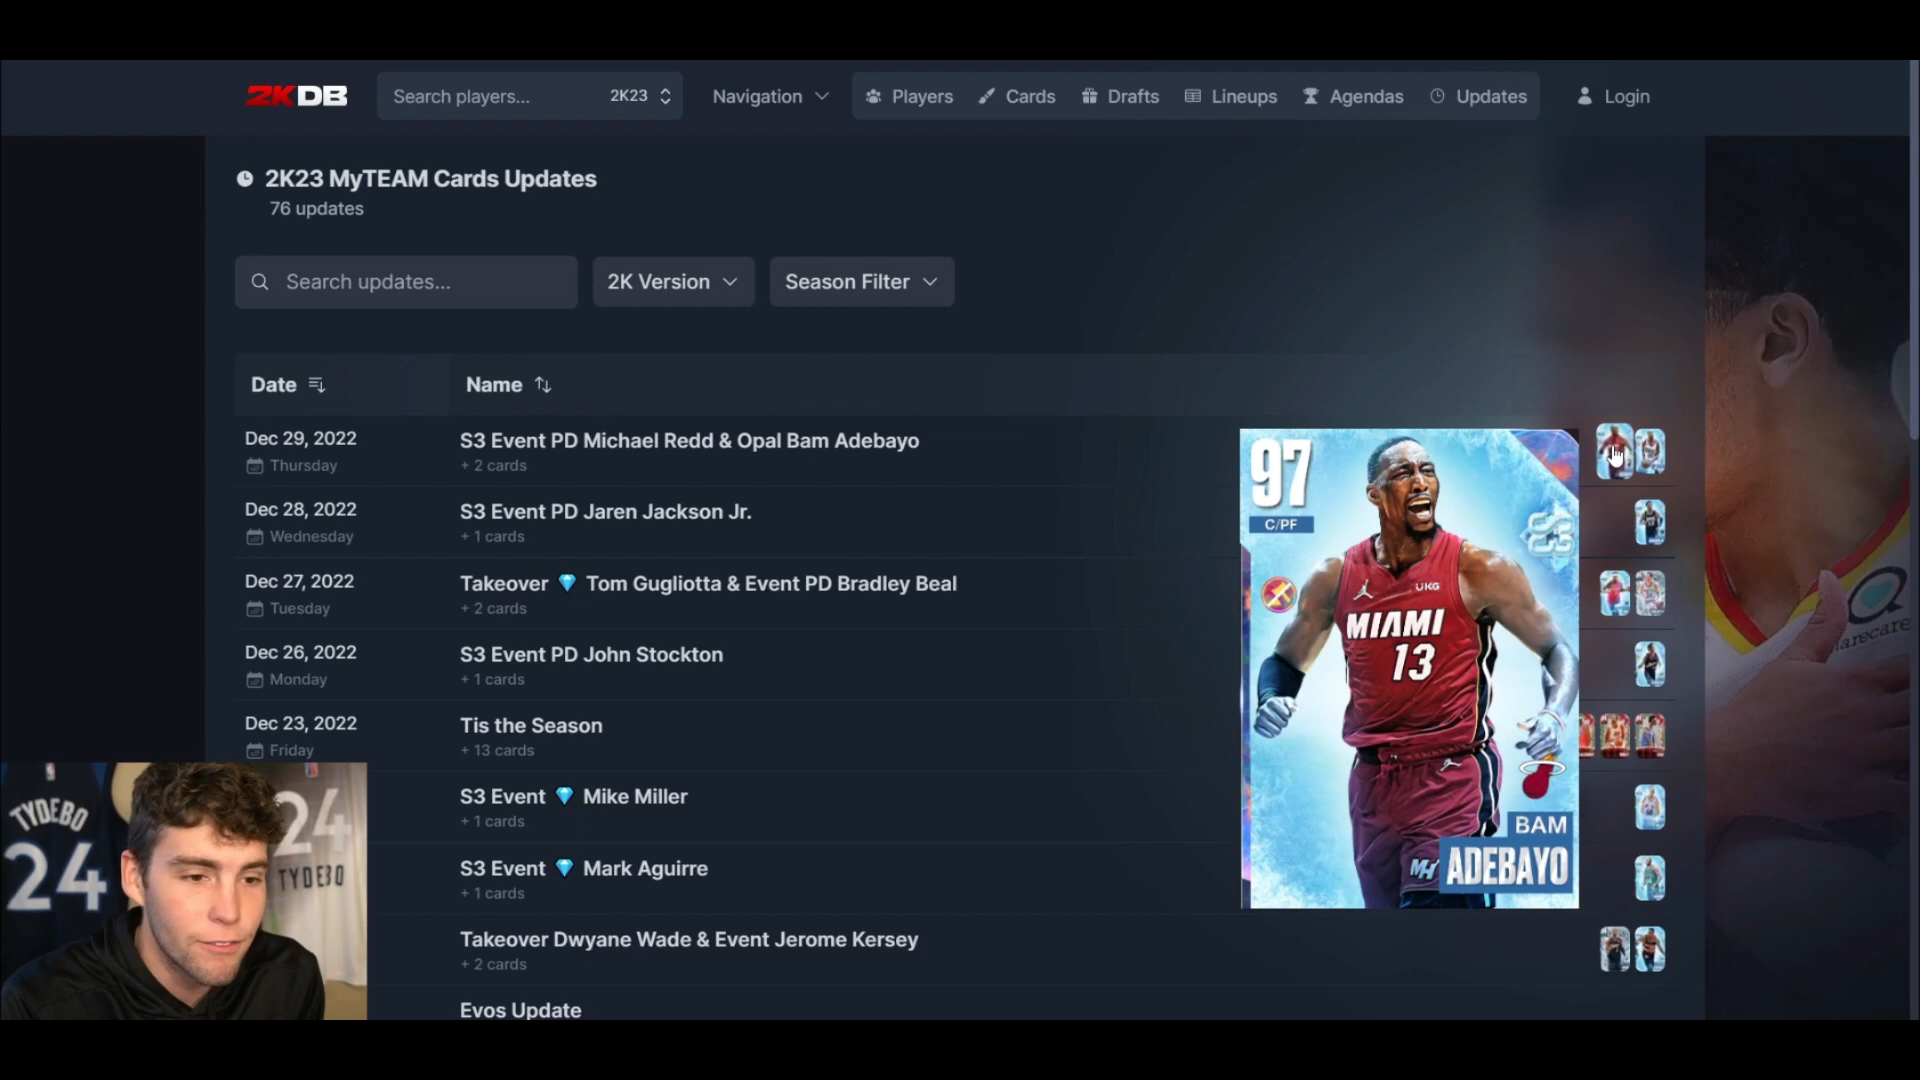 2KDB
Search players...
2K23
Navigation
Players
Cards
Drafts
Lineups
Agendas
Updates
Login
2K23 MyTEAM Cards Updates
76 updates
Search updates...
2K Version
Season Filter
Date
Name
Dec 29, 2022
Thursday
S3 Event PD Michael Redd & Opal Bam Adebayo
+ 2 cards
Dec 28, 2022
Wednesday
S3 Event PD Jaren Jackson Jr.
+ 1 cards
Dec 27, 2022
Tuesday
Takeover 💎 Tom Gugliotta & Event PD Bradley Beal
+ 2 cards
Dec 26, 2022
Monday
S3 Event PD John Stockton
+ 1 cards
Dec 23, 2022
Friday
Tis the Season
+ 13 cards
S3 Event 💎 Mike Miller
+ 1 cards
S3 Event 💎 Mark Aguirre
+ 1 cards
Takeover Dwyane Wade & Event Jerome Kersey
+ 2 cards
Evos Update
97
C/PF
23
UKG
MIAMI
13
BAM
MH
ADEBAYO
arecare
TYDEBO
24
24
TYDEBO